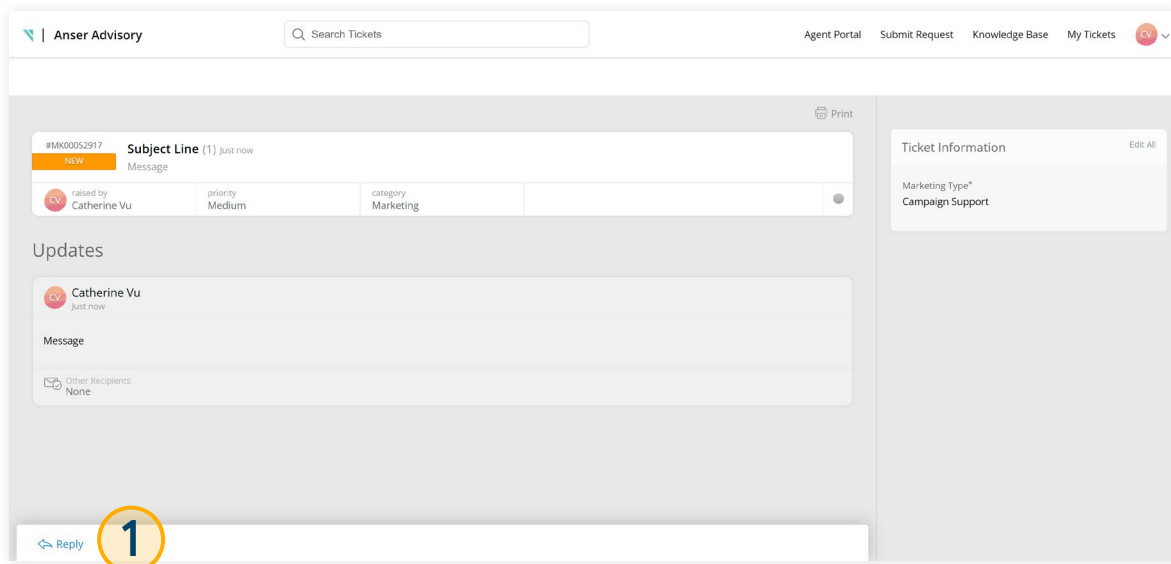 Anser Advisory
Search Tickets
Agent Portal Submit Request Knowledge Base My Tickets CV
Print
#MK00052917
NEW
Subject Line (1) Just now
Message
CV raised by
Catherine Vu
priority
Medium
category
Marketing
Ticket Information Edit All
Marketing Type*
Campaign Support
Updates
CV Catherine Vu
Just now
Message
Other Recipients
None
Reply
1